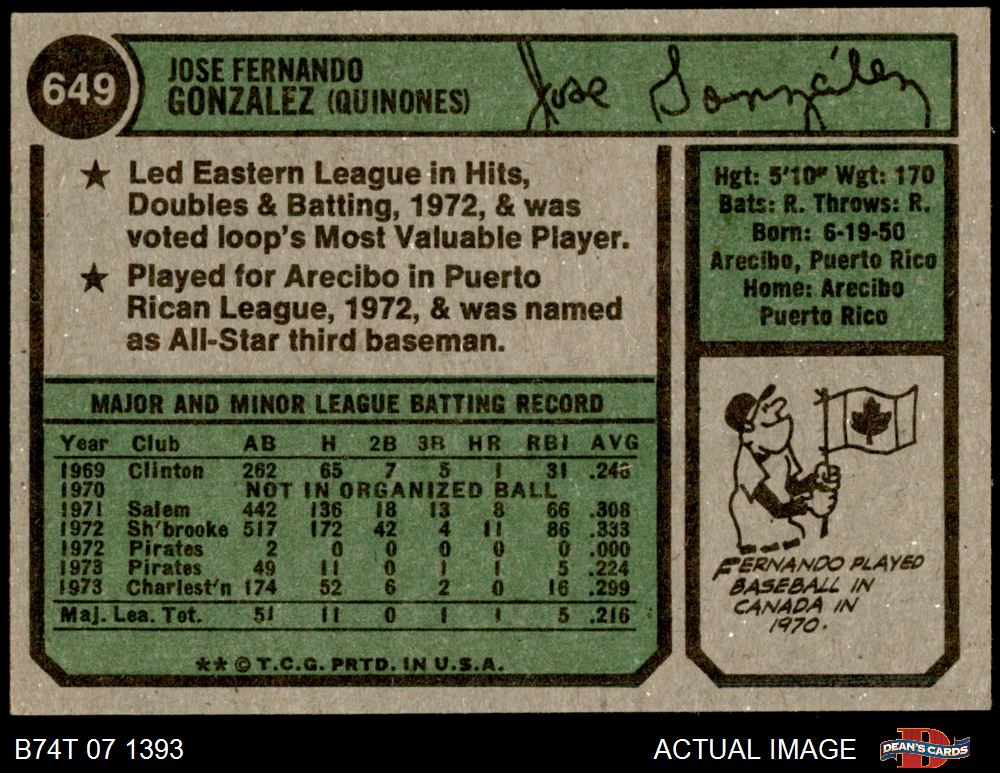 649
JOSE FERNANDO
GONZALEZ (QUINONES)
Jose González
★ Led Eastern League in Hits,
Doubles & Batting, 1972, & was
voted loop's Most Valuable Player.
★ Played for Arecibo in Puerto
Rican League, 1972, & was named
as All-Star third baseman.
Hgt: 5'10" Wgt: 170
Bats: R. Throws: R.
Born: 6-19-50
Arecibo, Puerto Rico
Home: Arecibo
Puerto Rico
MAJOR AND MINOR LEAGUE BATTING RECORD
Year Club AB H 2B 3B HR RBI AVG
1969 Clinton 262 65 7 5 1 31 .248
1970 NOT IN ORGANIZED BALL
1971 Salem 442 136 18 13 8 66 .308
1972 Sh'brooke 517 172 42 4 11 86 .333
1972 Pirates 2 0 0 0 0 0 .000
1973 Pirates 49 11 0 1 1 5 .224
1973 Charlest'n 174 52 6 2 0 16 .299
Maj. Lea. Tot. 51 11 0 1 1 5 .216
** © T.C.G. PRTD. IN U.S.A.
FERNANDO PLAYED
BASEBALL IN
CANADA IN
1970.
B74T 07 1393
ACTUAL IMAGE
DEAN'S CARDS